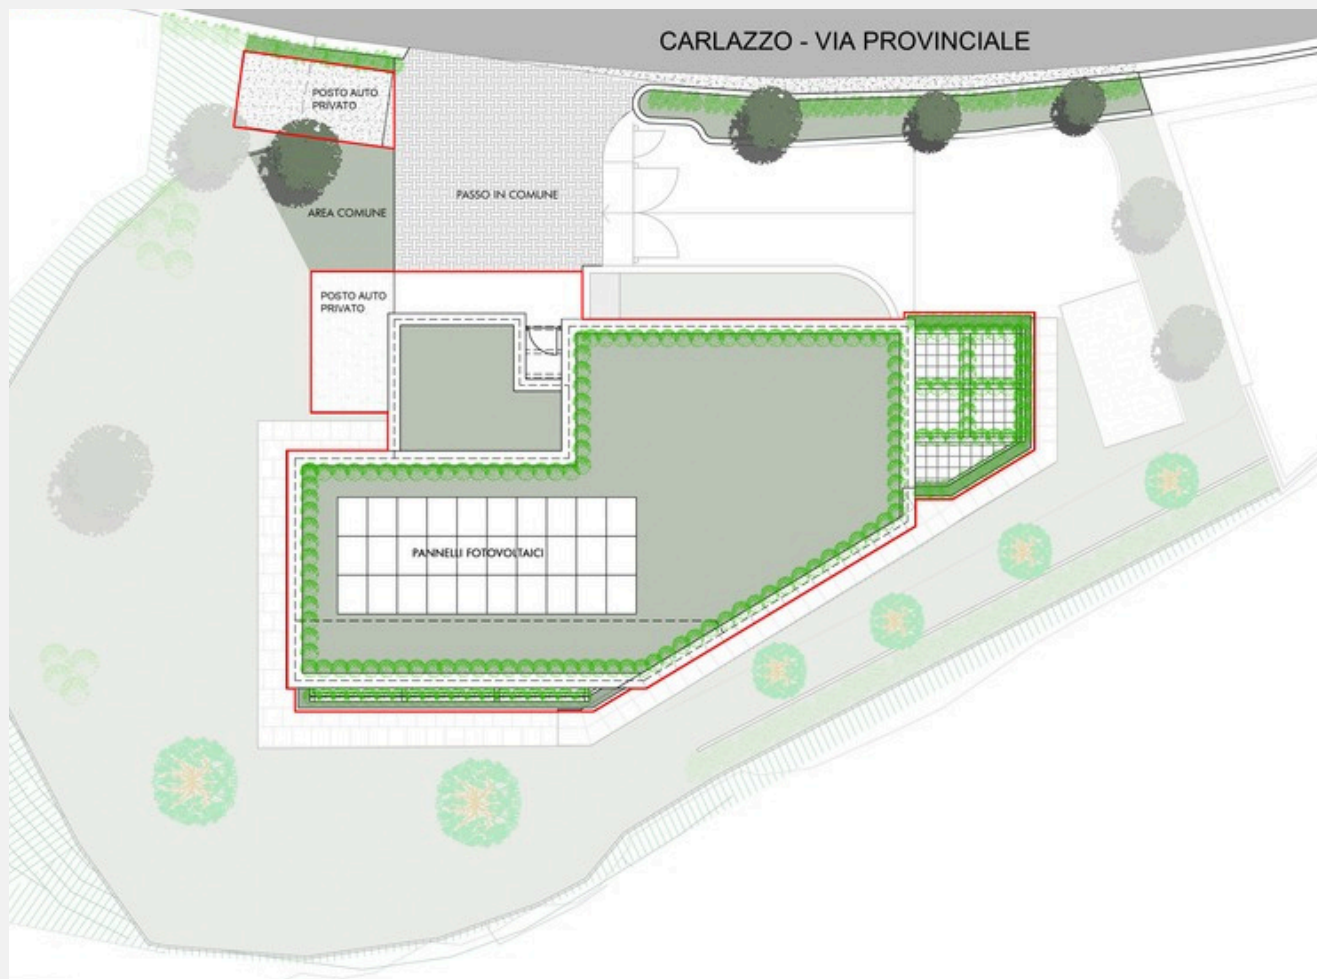 CARLAZZO - VIA PROVINCIALE
POSTO AUTO
PRIVATO
PASSO IN COMUNE
AREA COMUNE
POSTO AUTO
PRIVATO
PANNELLI FOTOVOLTAICI